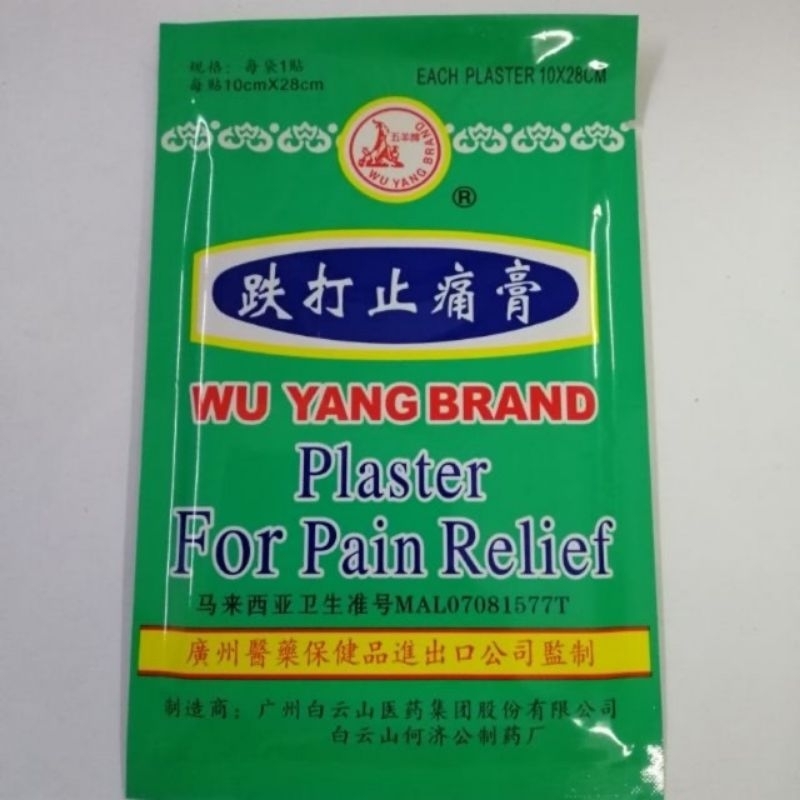 规格：每袋1贴
每贴10cmX28cm
EACH PLASTER 10X28CM
五羊牌
WU YANG BRAND
®
跌打止痛膏
WU YANG BRAND
Plaster
For Pain Relief
马来西亚卫生准号MAL07081577T
廣州醫藥保健品進出口公司監制
制造商：广州白云山医药集团股份有限公司
白云山何济公制药厂